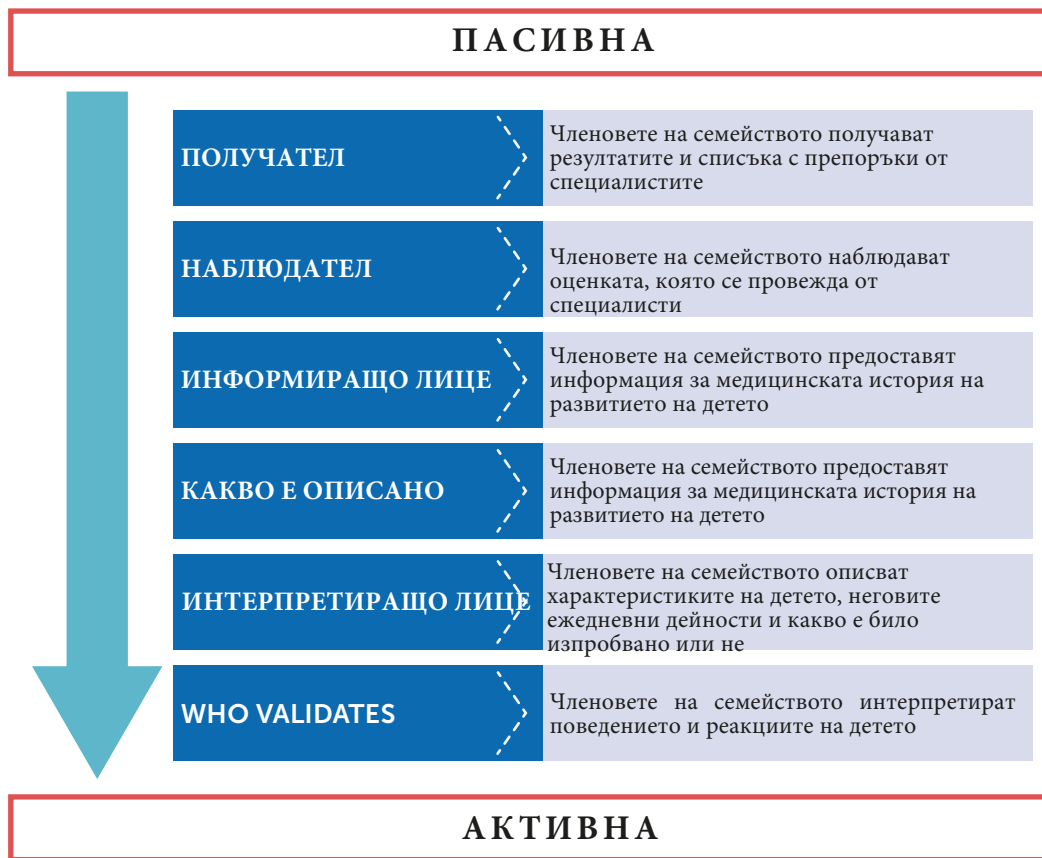 ПАСИВНА
ПОЛУЧАТЕЛ
Членовете на семейството получават
резултатите и списъка с препоръки от
специалистите
НАБЛЮДАТЕЛ
Членовете на семейството наблюдават
оценката, която се провежда от
специалисти
ИНФОРМИРАЩО ЛИЦЕ
Членовете на семейството предоставят
информация за медицинската история на
развитието на детето
КАКВО Е ОПИСАНО
Членовете на семейството предоставят
информация за медицинската история на
развитието на детето
ИНТЕРПРЕТИРАЩО ЛИЦЕ
Членовете на семейството описват
характеристиките на детето, неговите
ежедневни дейности и какво е било
изпробвано или не
WHO VALIDATES
Членовете на семейството интерпретират
поведението и реакциите на детето
АКТИВНА